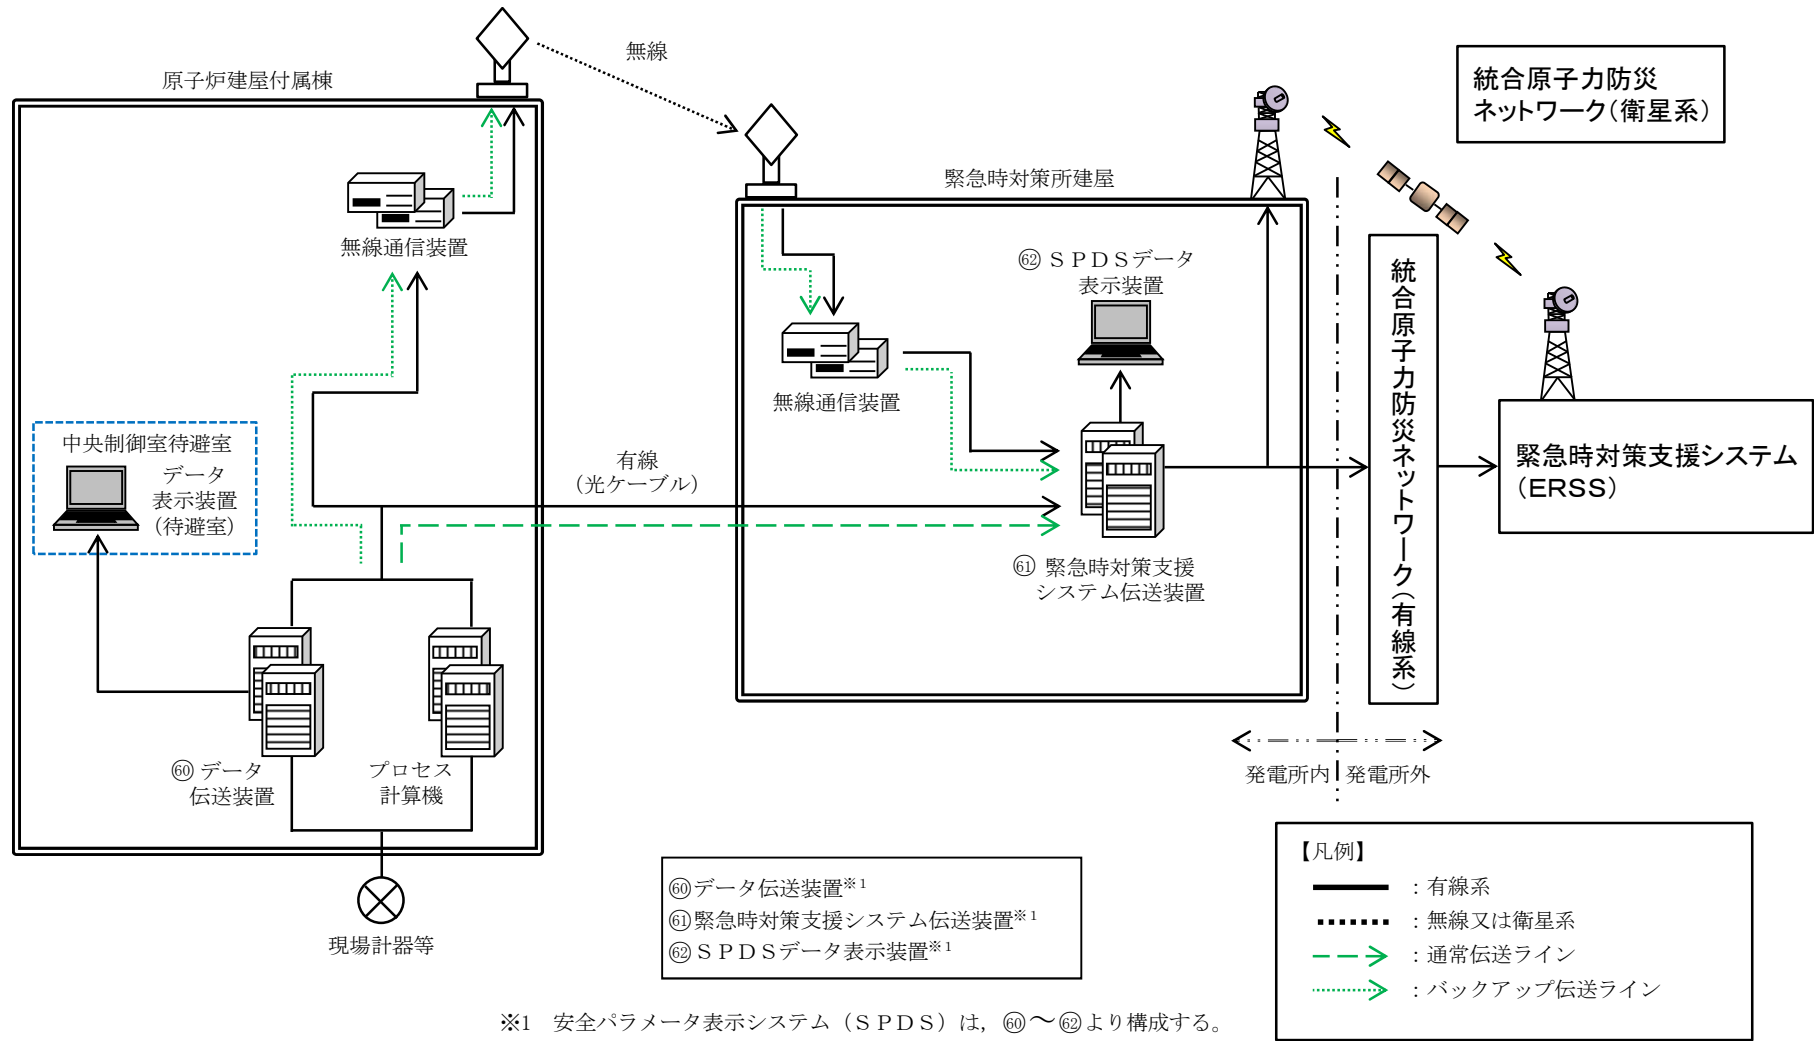 無線
原子炉建屋付属棟
統合原子力防災
ネットワーク(衛星系)
緊急時対策所建屋
無線通信装置
㊷ＳＰＤＳデータ
表示装置
無線通信装置
統合原子力防災ネットワーク(有線系)
中央制御室待避室
データ
表示装置
(待避室)
有線
(光ケーブル)
緊急時対策支援システム
(ERSS)
61 緊急時対策支援
システム伝送装置
60 データ
伝送装置
プロセス
計算機
発電所内
発電所外
現場計器等
60データ伝送装置※1
61緊急時対策支援システム伝送装置※1
62ＳＰＤＳデータ表示装置※1
【凡例】
：有線系
：無線又は衛星系
：通常伝送ライン
：バックアップ伝送ライン
※1　安全パラメータ表示システム（ＳＰＤＳ）は，60～62より構成する。